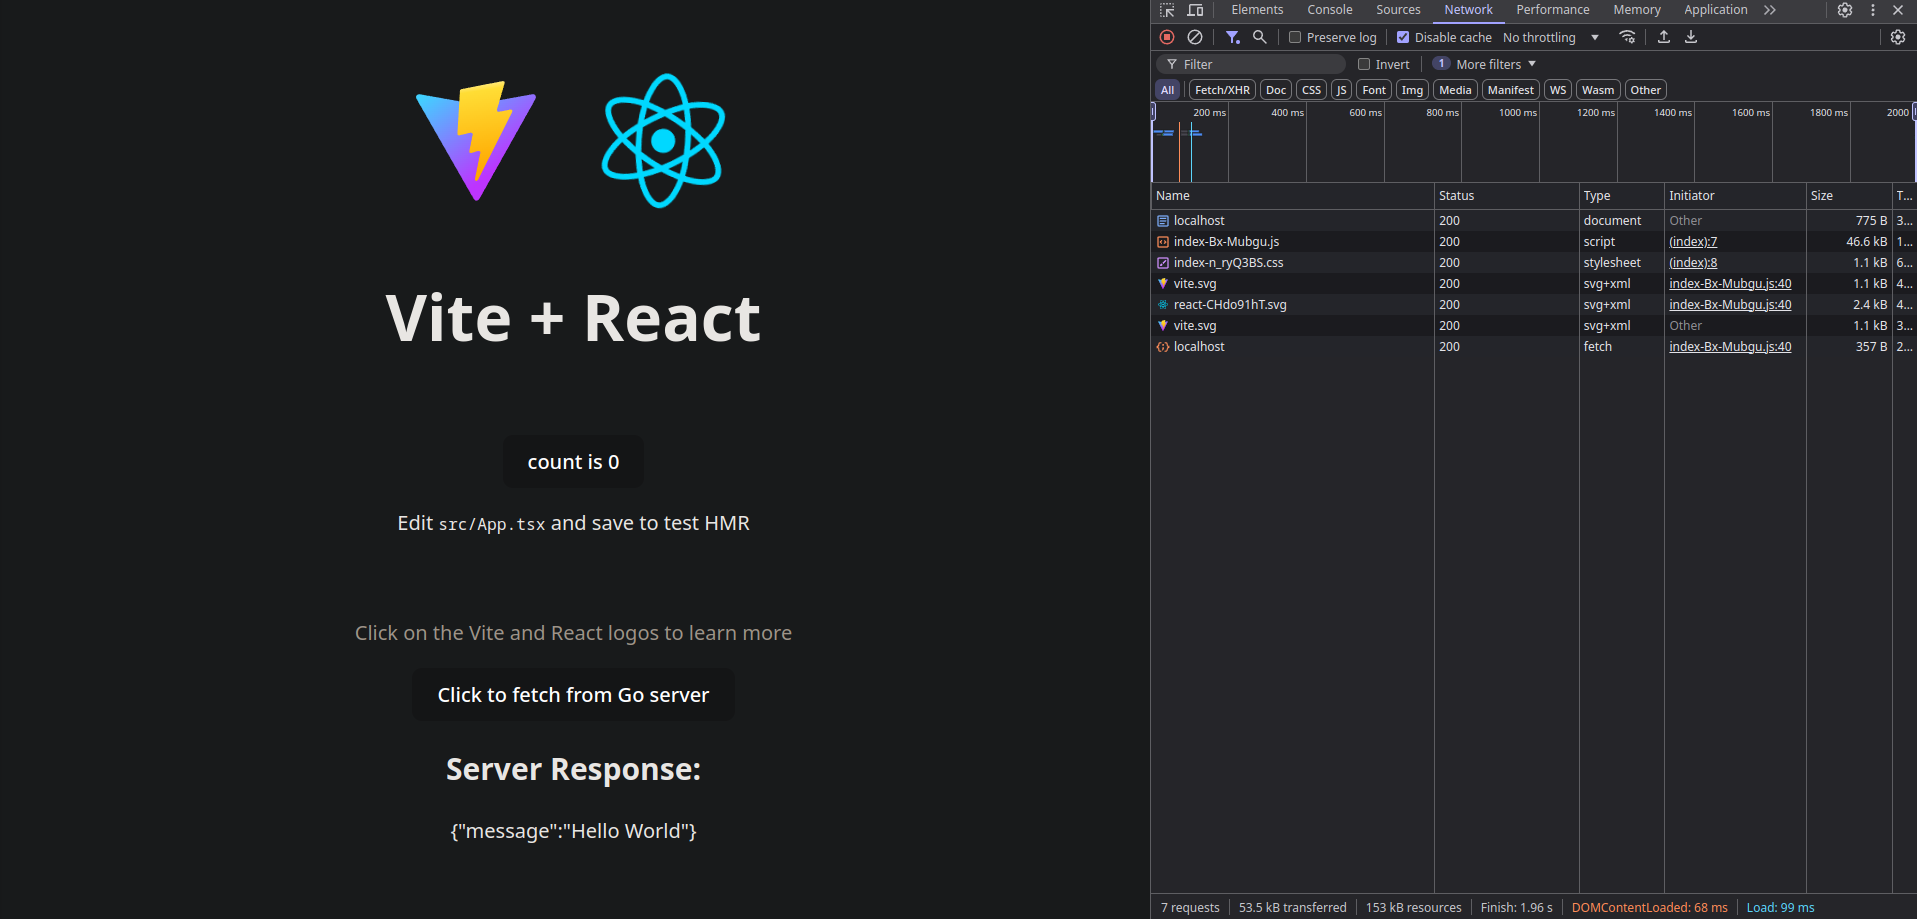 Vite + React
count is 0
Edit src/App.tsx and save to test HMR
Click on the Vite and React logos to learn more
Click to fetch from Go server
Server Response:
{"message":"Hello World"}
Elements Console Sources Network Performance Memory Application
Preserve log Disable cache No throttling
Filter Invert 1 More filters
All Fetch/XHR Doc CSS JS Font Img Media Manifest WS Wasm Other
200 ms 400 ms 600 ms 800 ms 1000 ms 1200 ms 1400 ms 1600 ms 1800 ms 2000
Name Status Type Initiator Size T...
localhost 200 document Other 775 B 3...
index-Bx-Mubgu.js 200 script (index):7 46.6 kB 1...
index-n_ryQ3BS.css 200 stylesheet (index):8 1.1 kB 6...
vite.svg 200 svg+xml index-Bx-Mubgu.js:40 1.1 kB 4...
react-CHdo91hT.svg 200 svg+xml index-Bx-Mubgu.js:40 2.4 kB 4...
vite.svg 200 svg+xml Other 1.1 kB 3...
localhost 200 fetch index-Bx-Mubgu.js:40 357 B 2...
7 requests 53.5 kB transferred 153 kB resources Finish: 1.96 s DOMContentLoaded: 68 ms Load: 99 ms